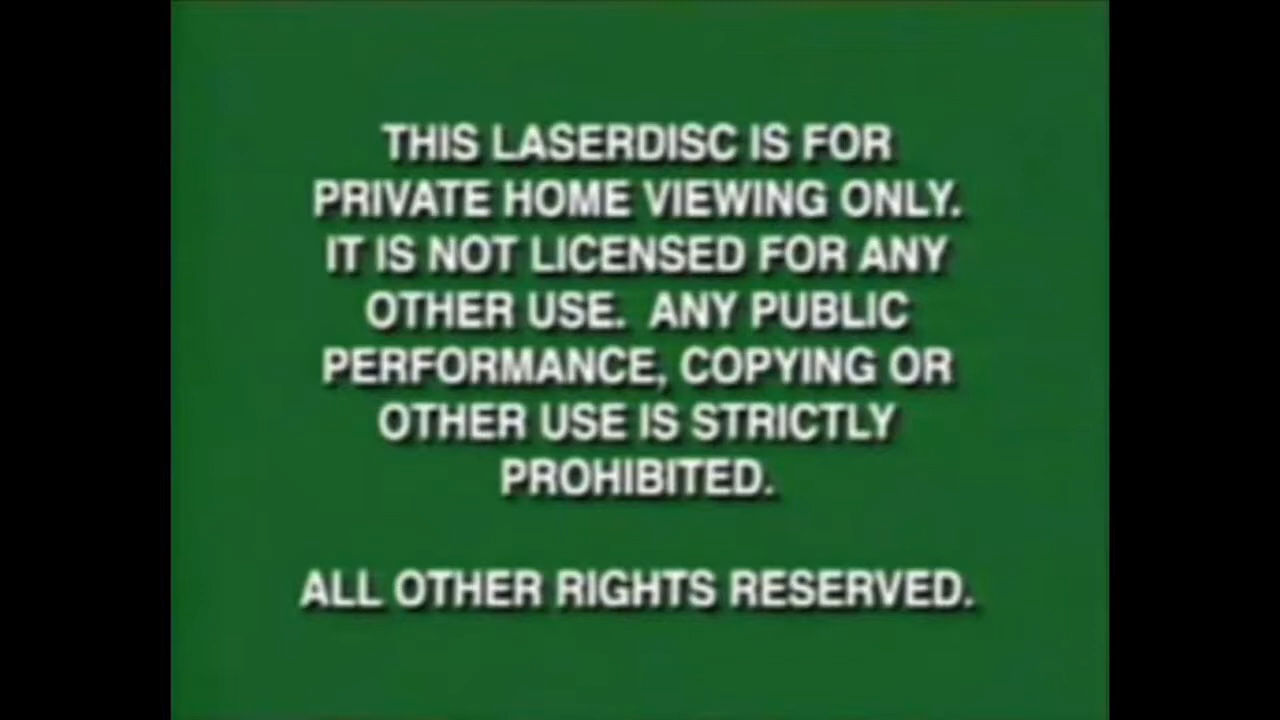 THIS LASERDISC IS FOR
PRIVATE HOME VIEWING ONLY.
IT IS NOT LICENSED FOR ANY
OTHER USE.  ANY PUBLIC
PERFORMANCE, COPYING OR
OTHER USE IS STRICTLY
PROHIBITED.
ALL OTHER RIGHTS RESERVED.